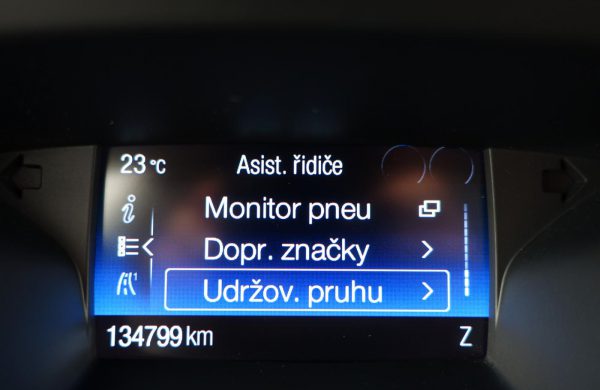 23 °C Asist. řidiče
Monitor pneu
Dopr. značky
Udržov. pruhu
134799 km Z